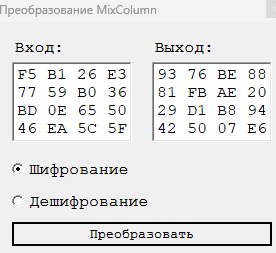 Преобразование MixColumn
Вход: Выход:
F5 B1 26 E3 93 76 BE 88
77 59 B0 36 81 FB AE 20
BD 0E 65 50 29 D1 B8 94
46 EA 5C 5F 42 50 07 E6
Шифрование
Дешифрование
Преобразовать